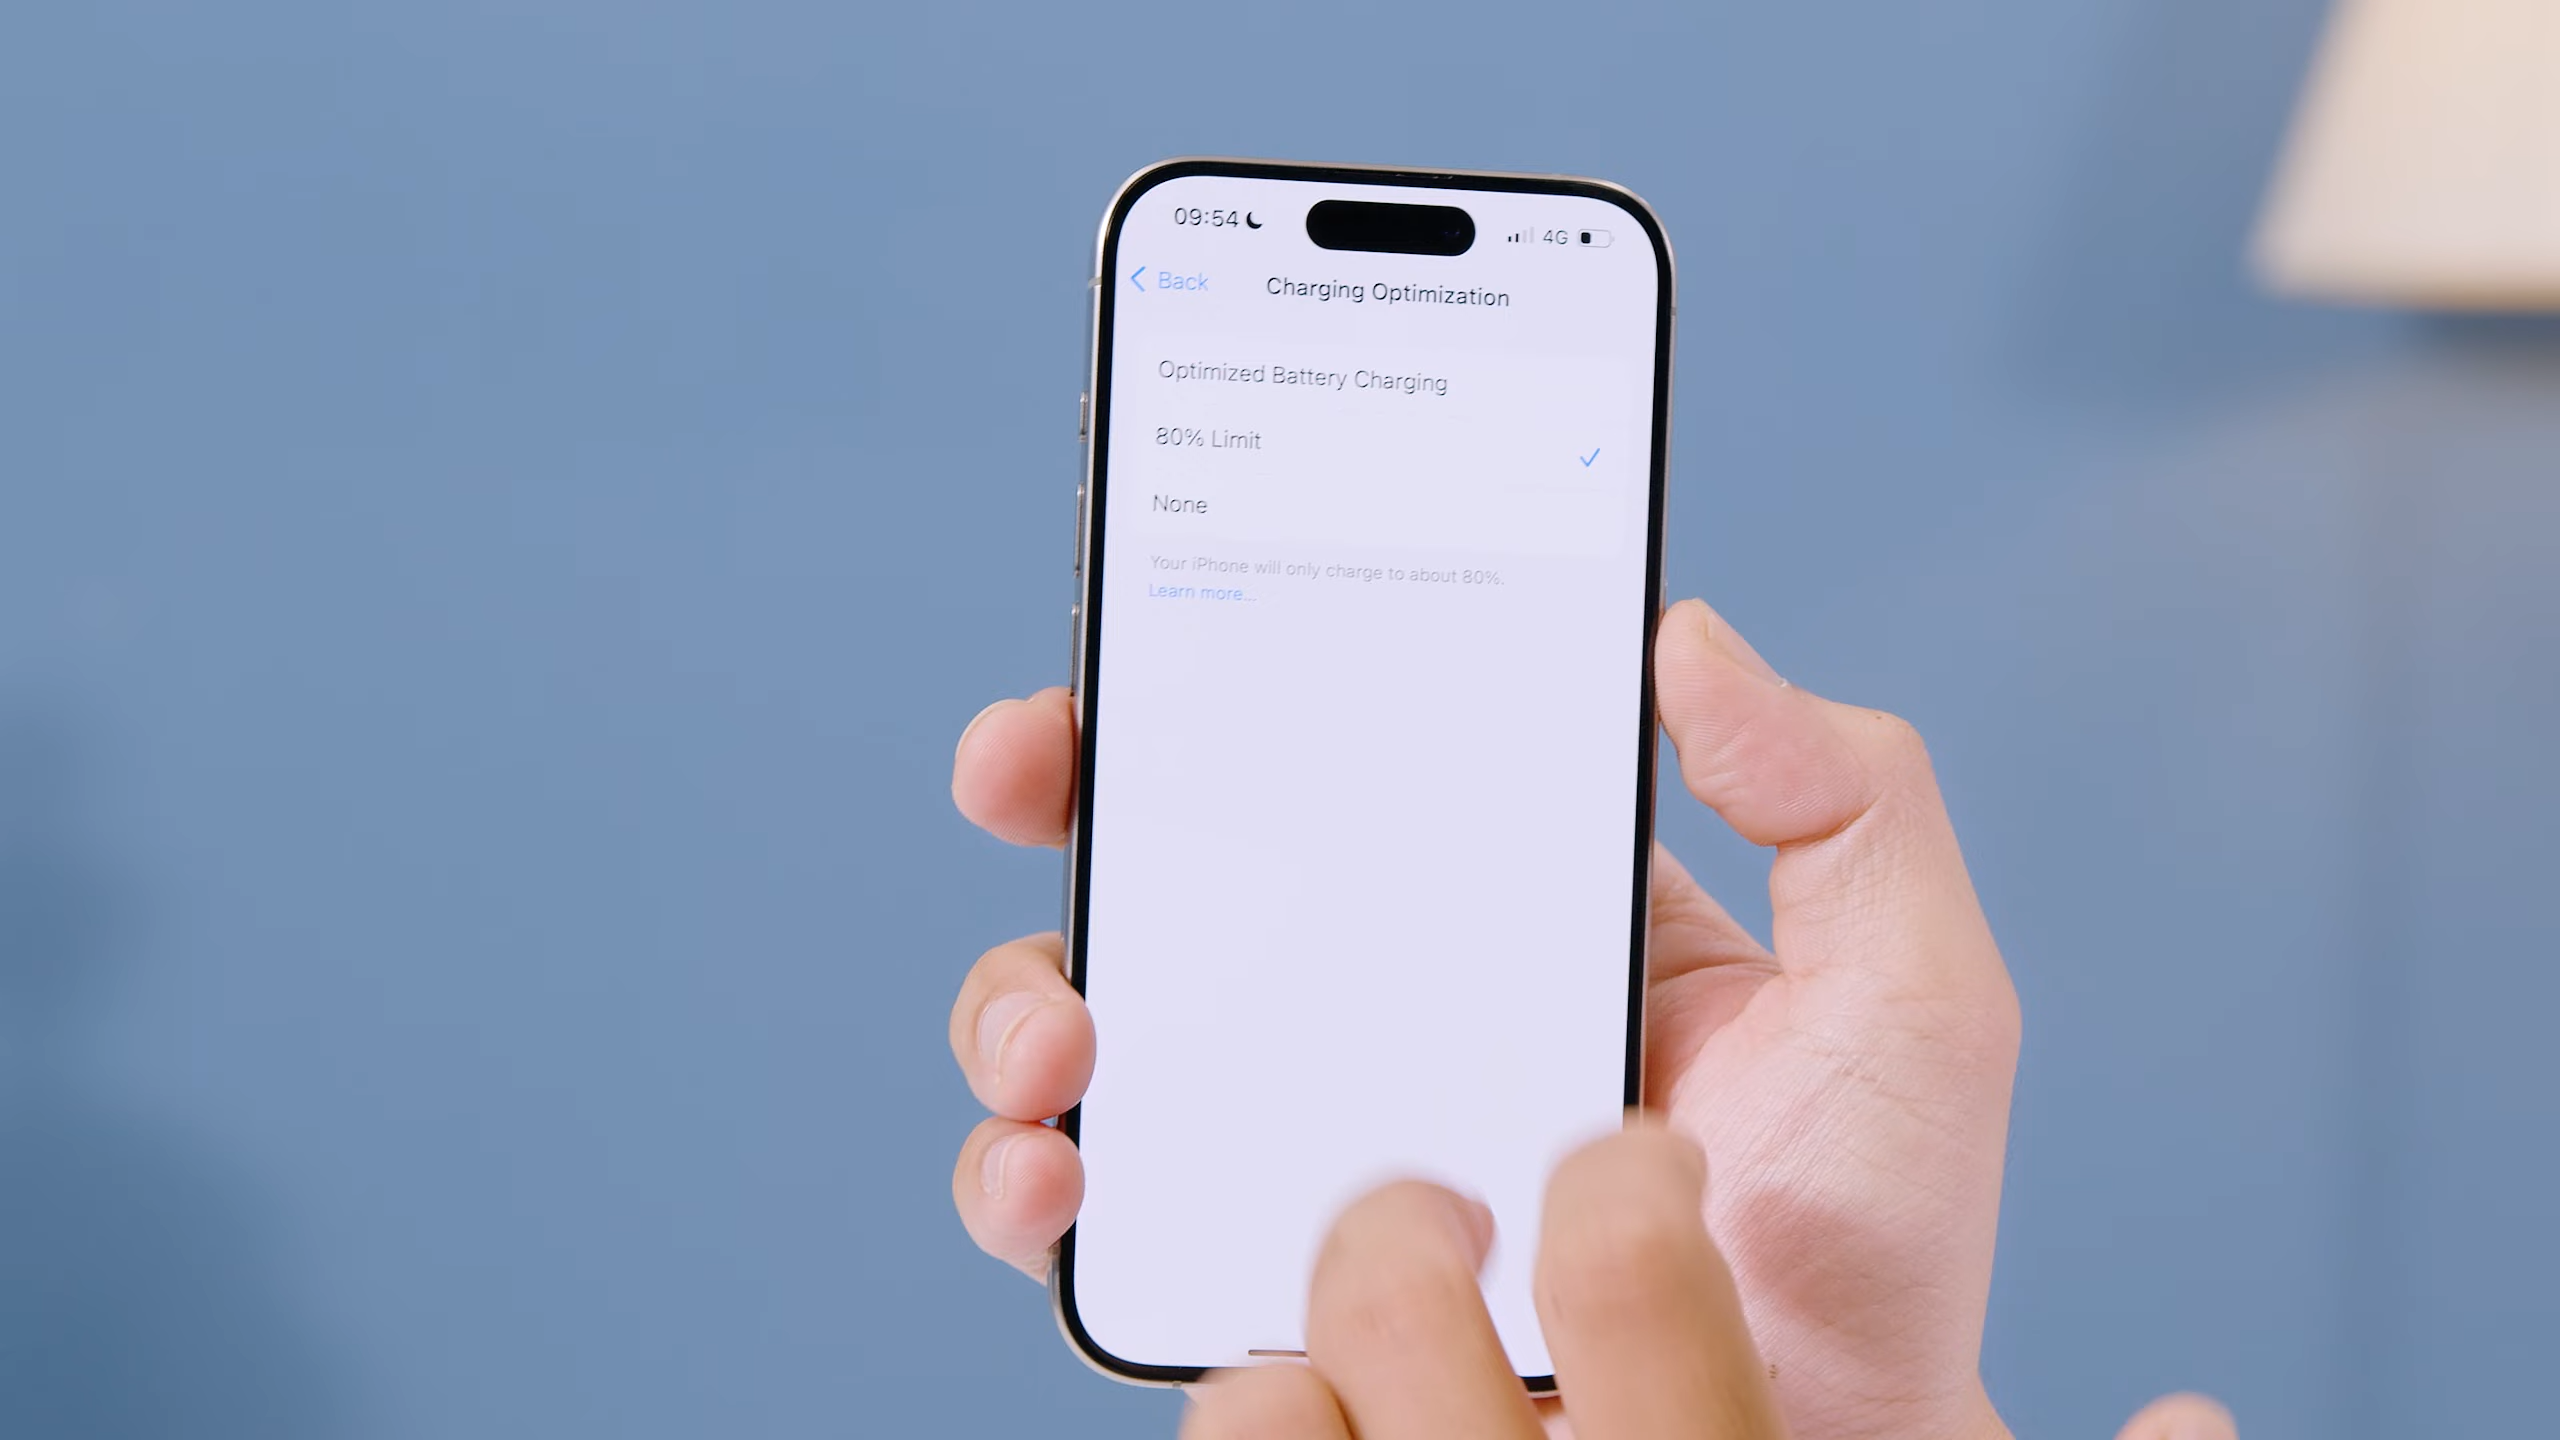 09:54
4G
Back
Charging Optimization
Optimized Battery Charging
80% Limit
None
Your iPhone will only charge to about 80%.
Learn more...